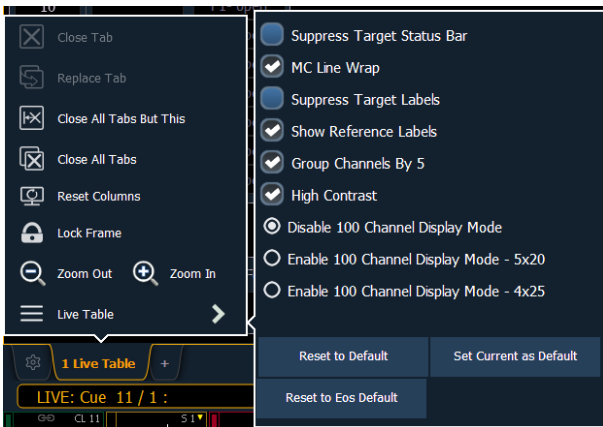 10
Close Tab
Replace Tab
Close All Tabs But This
Close All Tabs
Reset Columns
Lock Frame
Zoom Out Zoom In
Live Table
Suppress Target Status Bar
MC Line Wrap
Suppress Target Labels
Show Reference Labels
Group Channels By 5
High Contrast
Disable 100 Channel Display Mode
Enable 100 Channel Display Mode - 5x20
Enable 100 Channel Display Mode - 4x25
Reset to Default Set Current as Default
Reset to Eos Default
1 Live Table +
LIVE: Cue 11 / 1 :
CL 11 S 1